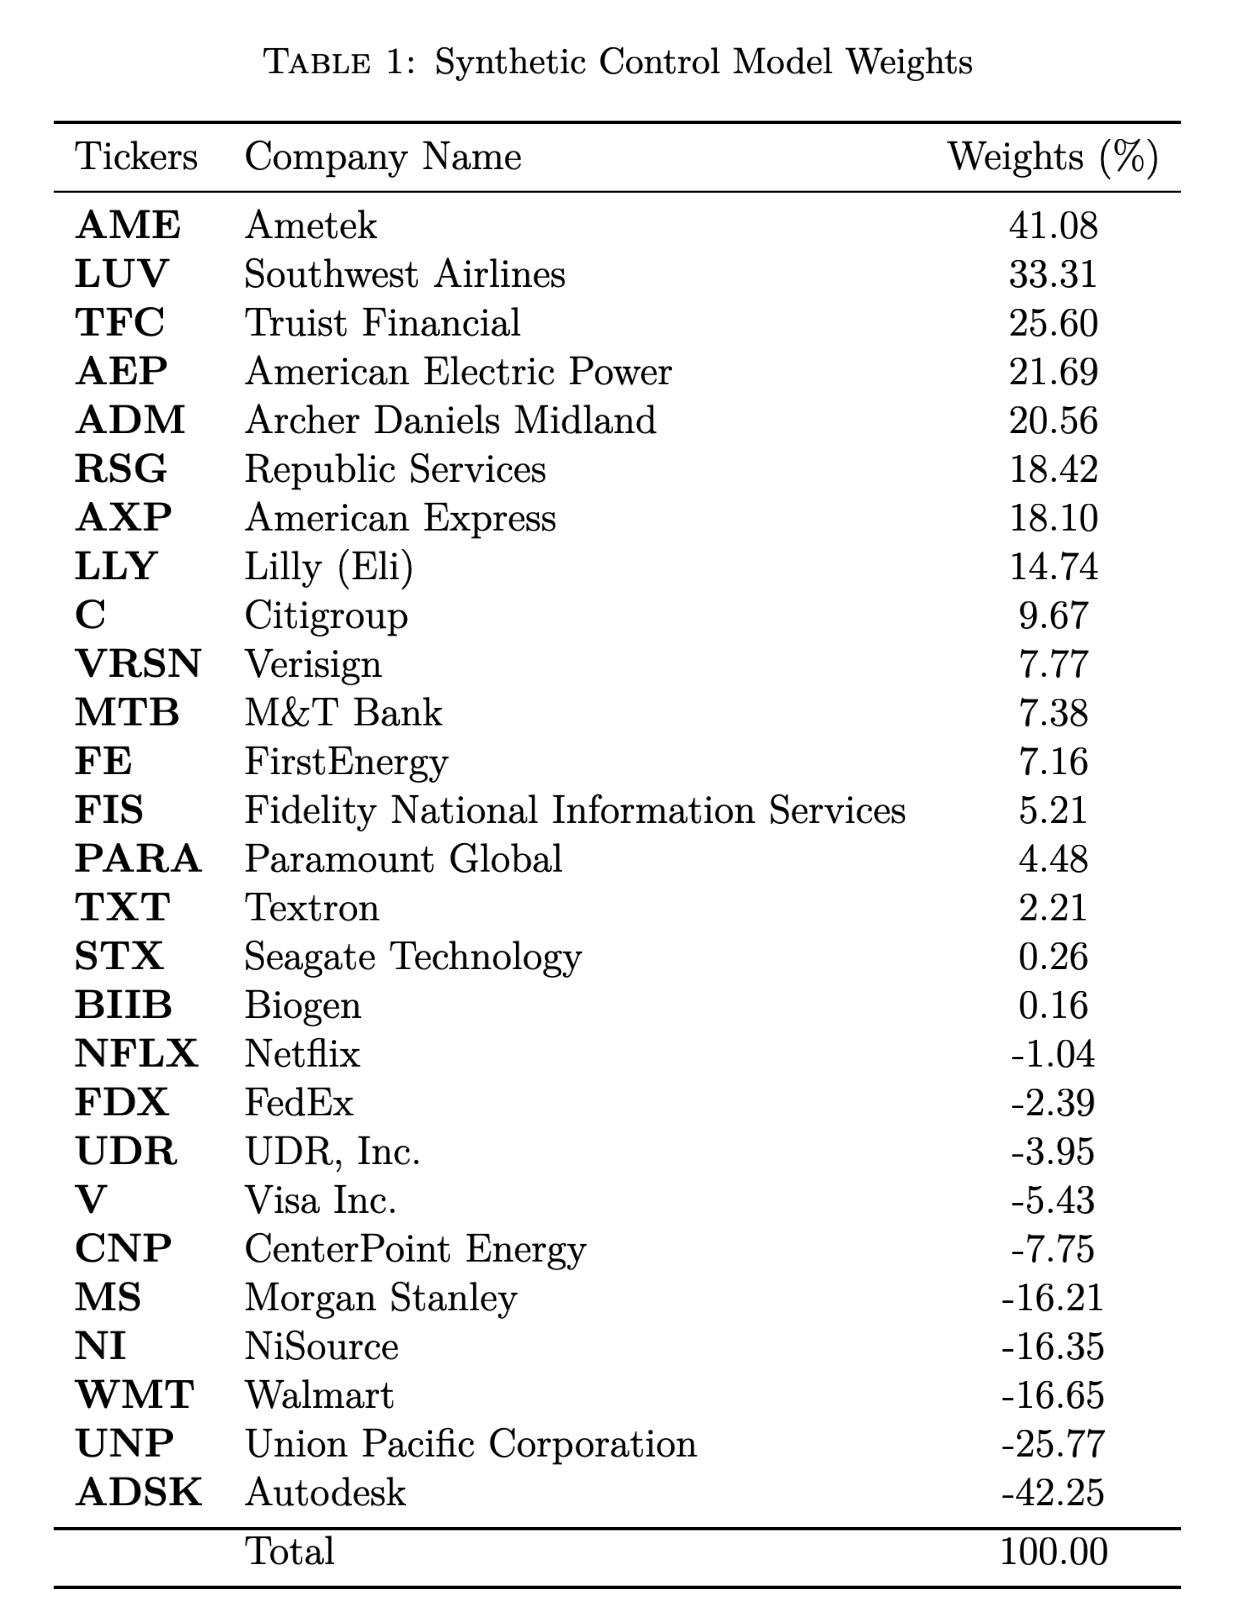 Table 1: Synthetic Control Model Weights
Tickers Company Name Weights (%)
AME Ametek 41.08
LUV Southwest Airlines 33.31
TFC Truist Financial 25.60
AEP American Electric Power 21.69
ADM Archer Daniels Midland 20.56
RSG Republic Services 18.42
AXP American Express 18.10
LLY Lilly (Eli) 14.74
C Citigroup 9.67
VRSN Verisign 7.77
MTB M&T Bank 7.38
FE FirstEnergy 7.16
FIS Fidelity National Information Services 5.21
PARA Paramount Global 4.48
TXT Textron 2.21
STX Seagate Technology 0.26
BIIB Biogen 0.16
NFLX Netflix -1.04
FDX FedEx -2.39
UDR UDR, Inc. -3.95
V Visa Inc. -5.43
CNP CenterPoint Energy -7.75
MS Morgan Stanley -16.21
NI NiSource -16.35
WMT Walmart -16.65
UNP Union Pacific Corporation -25.77
ADSK Autodesk -42.25
Total 100.00